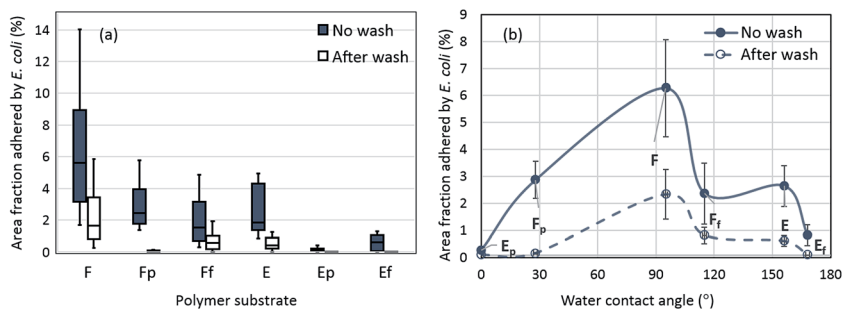 Area fraction adhered by E. coli (%)
14
12
10
8
6
4
2
0
(a)
No wash
After wash
F Fp Ff E Ep Ef
Polymer substrate
Area fraction adhered by E. coli (%)
9
8
7
6
5
4
3
2
1
0
(b)
No wash
After wash
F
Fp
Ff
E
Ep
Ef
0 30 60 90 120 150 180
Water contact angle (°)